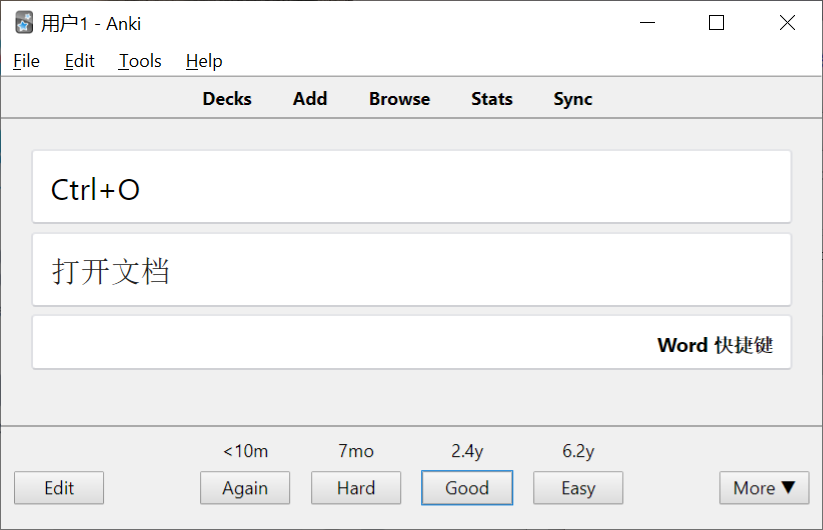 用户1 - Anki
File Edit Tools Help
Decks Add Browse Stats Sync
Ctrl+O
打开文档
Word 快捷键
<10m 7mo 2.4y 6.2y
Edit Again Hard Good Easy More ▼